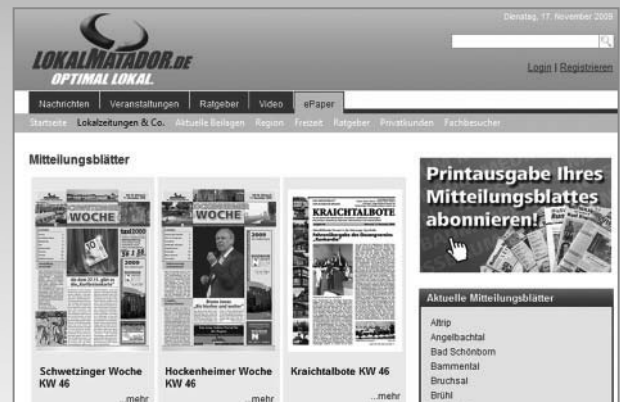 Dienstag, 17. November 2009
LOKALMATADOR.DE
OPTIMAL LOKAL.
Login | Registrieren
Nachrichten Veranstaltungen Ratgeber Video ePaper
Startseite Lokalzeitungen & Co. Aktuelle Beilagen Region Freizeit Ratgeber Privatkunden Fachbesucher
Mitteilungsblätter
WOCHE
WOCHE
KRAICHTALBOTE
Schwetzinger Woche
KW 46
...mehr
Hockenheimer Woche
KW 46
...mehr
Kraichtalbote KW 46
...mehr
Printausgabe Ihres
Mitteilungsblattes
abonnieren!
Aktuelle Mitteilungsblätter
Altrip
Angelbachtal
Bad Schönborn
Bammental
Bruchsal
Brühl